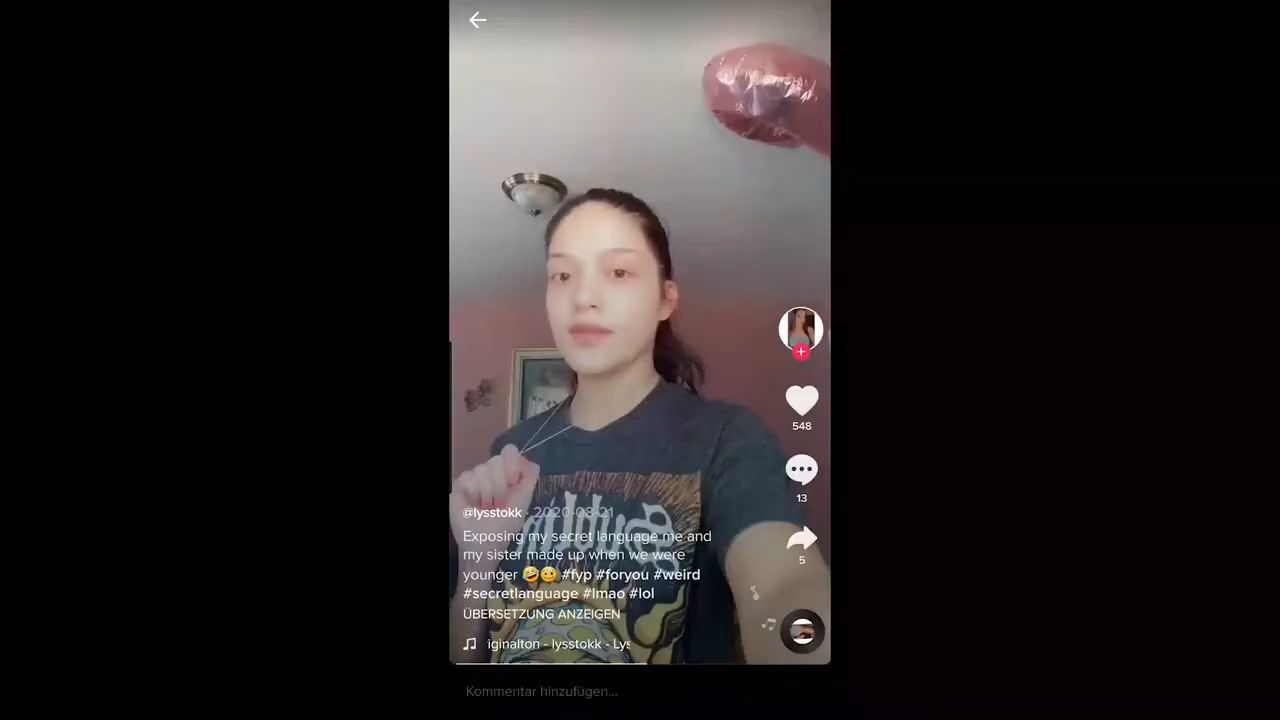 @lysstokk · 2020-08-21
Exposing my secret language me and
my sister made up when we were
younger 🤣🥴 #fyp #foryou #weird
#secretlanguage #lmao #lol
ÜBERSETZUNG ANZEIGEN
iginalton - lysstokk - Lys
548
13
5
Kommentar hinzufügen...